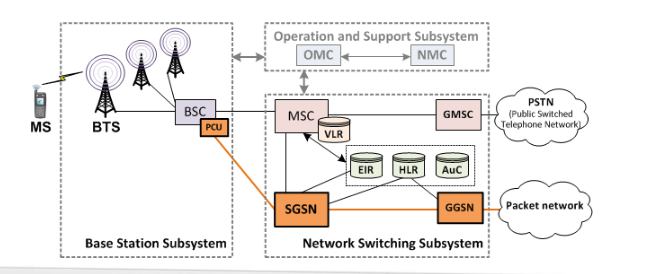 Operation and Support Subsystem
OMC
NMC
MS
BTS
BSC
PCU
MSC
VLR
GMSC
PSTN
(Public Switched
Telephone Network)
EIR
HLR
AuC
SGSN
GGSN
Packet network
Base Station Subsystem
Network Switching Subsystem